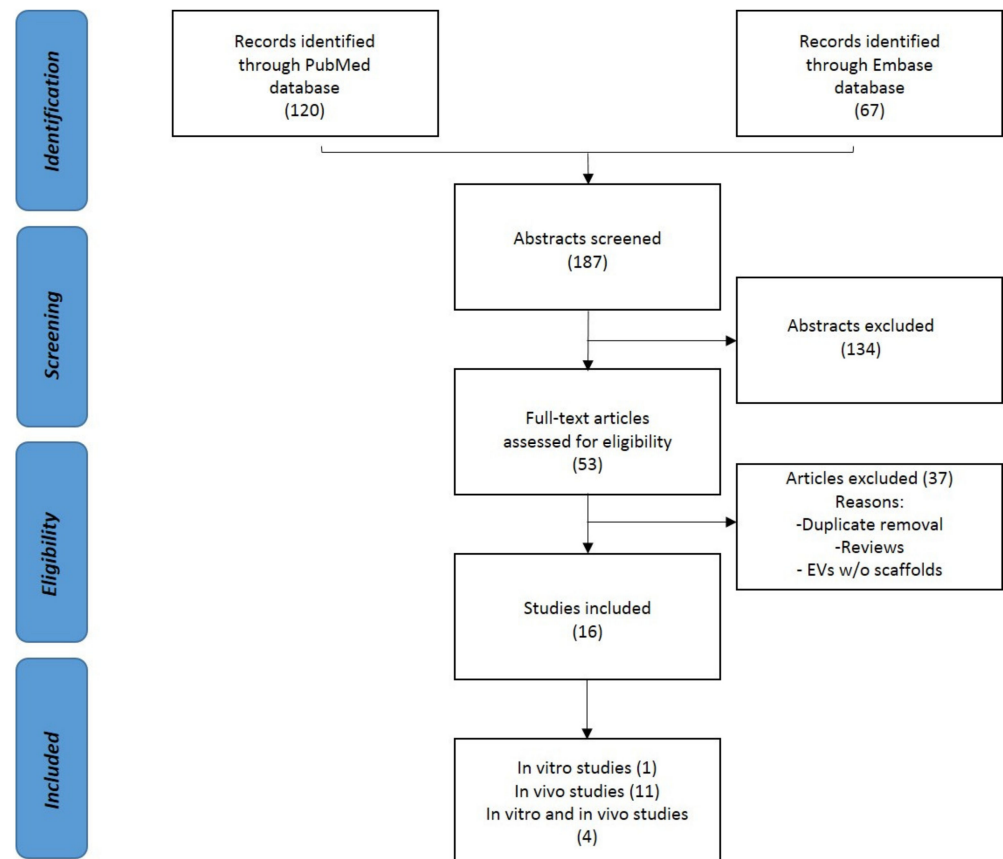 Identification
Records identified
through PubMed
database
(120)
Records identified
through Embase
database
(67)
Abstracts screened
(187)
Screening
Abstracts excluded
(134)
Full-text articles
assessed for eligibility
(53)
Eligibility
Articles excluded (37)
Reasons:
-Duplicate removal
-Reviews
- EVs w/o scaffolds
Studies included
(16)
Included
In vitro studies (1)
In vivo studies (11)
In vitro and in vivo studies
(4)